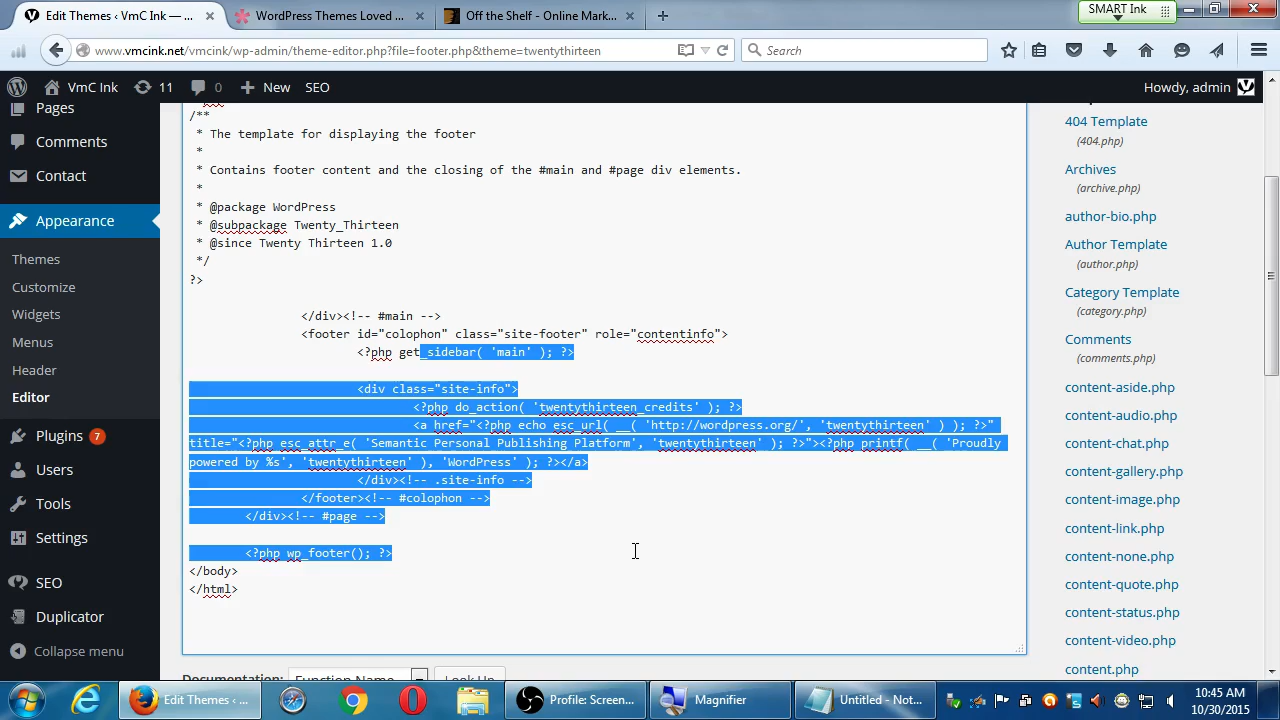 Edit Themes ‹ VmC Ink — ...
WordPress Themes Loved ...
Off the Shelf - Online Mark...
SMART Ink
www.vmcink.net/vmcink/wp-admin/theme-editor.php?file=footer.php&theme=twentythirteen
Search
VmC Ink
11
0
New
SEO
Howdy, admin
Pages
Comments
Contact
Appearance
Themes
Customize
Widgets
Menus
Header
Editor
Plugins 7
Users
Tools
Settings
SEO
Duplicator
Collapse menu
/**
 * The template for displaying the footer
 *
 * Contains footer content and the closing of the #main and #page div elements.
 *
 * @package WordPress
 * @subpackage Twenty_Thirteen
 * @since Twenty Thirteen 1.0
 */
?>
</div><!-- #main -->
<footer id="colophon" class="site-footer" role="contentinfo">
<?php get_sidebar( 'main' ); ?>
<div class="site-info">
<?php do_action( 'twentythirteen_credits' ); ?>
<a href="<?php echo esc_url( __( 'http://wordpress.org/', 'twentythirteen' ) ); ?>"
title="<?php esc_attr_e( 'Semantic Personal Publishing Platform', 'twentythirteen' ); ?>"><?php printf( __( 'Proudly
powered by %s', 'twentythirteen' ), 'WordPress' ); ?></a>
</div><!-- .site-info -->
</footer><!-- #colophon -->
</div><!-- #page -->
<?php wp_footer(); ?>
</body>
</html>
Documentation:
Function Name
Look Up
404 Template
(404.php)
Archives
(archive.php)
author-bio.php
Author Template
(author.php)
Category Template
(category.php)
Comments
(comments.php)
content-aside.php
content-audio.php
content-chat.php
content-gallery.php
content-image.php
content-link.php
content-none.php
content-quote.php
content-status.php
content-video.php
content.php
Edit Themes ‹ ...
Profile: Screen...
Magnifier
Untitled - Not...
10:45 AM
10/30/2015